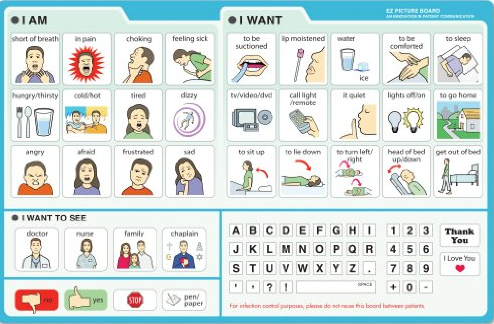 EZ PICTURE BOARD
AN INNOVATION IN PATIENT COMMUNICATION
I AM
short of breath
in pain
choking
feeling sick
hungry/thirsty
cold/hot
tired
dizzy
angry
afraid
frustrated
sad
I WANT
to be suctioned
lip moistened
water
ice
to be comforted
to sleep
tv/video/dvd
call light /remote
it quiet
lights off/on
to go home
to sit up
to lie down
to turn left/ right
head of bed up/down
get out of bed
I WANT TO SEE
doctor
nurse
family
chaplain
no
yes
STOP
pen/ paper
A B C D E F G H I
J K L M N O P Q R
S T U V W X Y Z .
' , ? ! SPACE
1 2 3
4 5 6
7 8 9
+ 0 -
Thank You
I Love You
For infection control purposes, please do not reuse this board between patients.